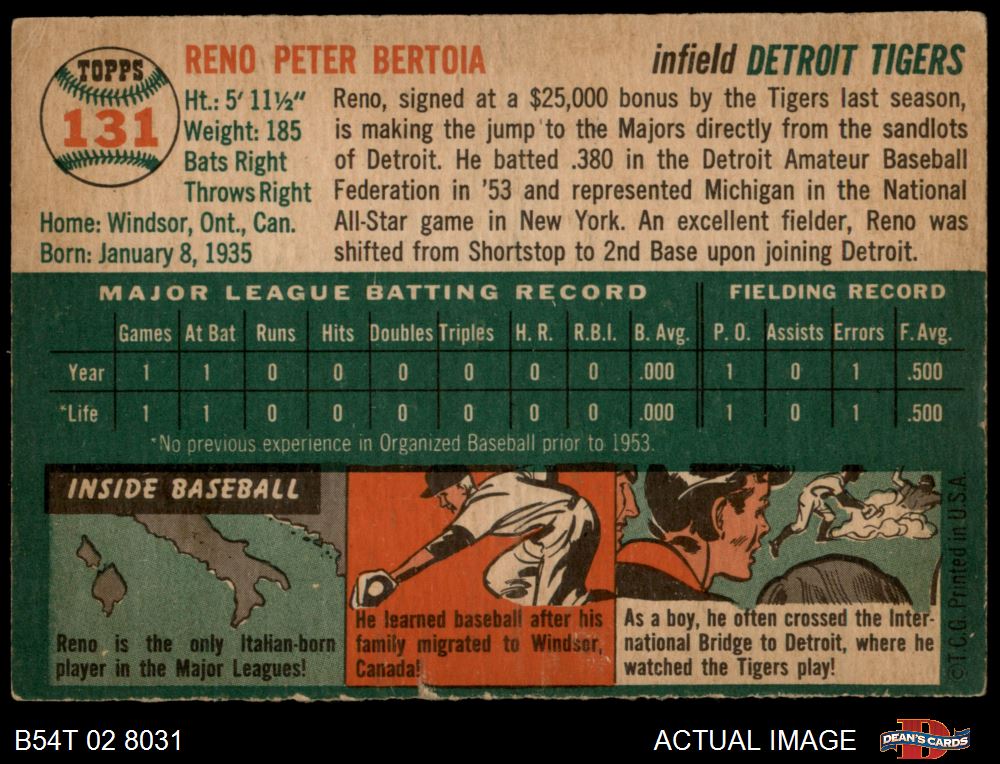 TOPPS
131
RENO PETER BERTOIA
infield DETROIT TIGERS
Ht.: 5' 11½"
Weight: 185
Bats Right
Throws Right
Home: Windsor, Ont., Can.
Born: January 8, 1935
Reno, signed at a $25,000 bonus by the Tigers last season,
is making the jump to the Majors directly from the sandlots
of Detroit. He batted .380 in the Detroit Amateur Baseball
Federation in '53 and represented Michigan in the National
All-Star game in New York. An excellent fielder, Reno was
shifted from Shortstop to 2nd Base upon joining Detroit.
MAJOR LEAGUE BATTING RECORD FIELDING RECORD
Games At Bat Runs Hits Doubles Triples H. R. R.B.I. B. Avg. P. O. Assists Errors F. Avg.
Year 1 1 0 0 0 0 0 0 .000 1 0 1 .500
*Life 1 1 0 0 0 0 0 0 .000 1 0 1 .500
*No previous experience in Organized Baseball prior to 1953.
INSIDE BASEBALL
Reno is the only Italian-born
player in the Major Leagues!
He learned baseball after his
family migrated to Windsor,
Canada!
As a boy, he often crossed the Inter-
national Bridge to Detroit, where he
watched the Tigers play!
© T.C.G. Printed in U.S.A.
B54T 02 8031
ACTUAL IMAGE
D
DEAN'S CARDS